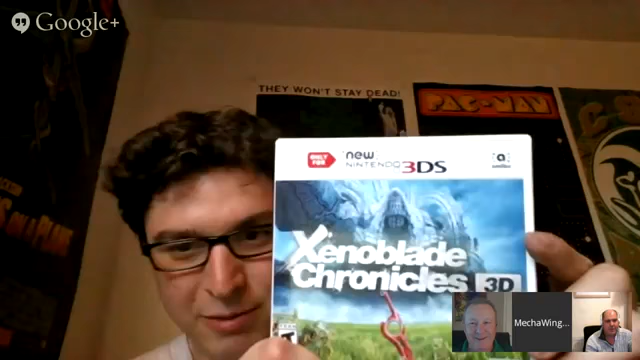 Google+
THEY WON'T STAY DEAD!
PAC-MAN
ONLY FOR
new
NINTENDO 3DS
Xenoblade
Chronicles
3D
MechaWing...